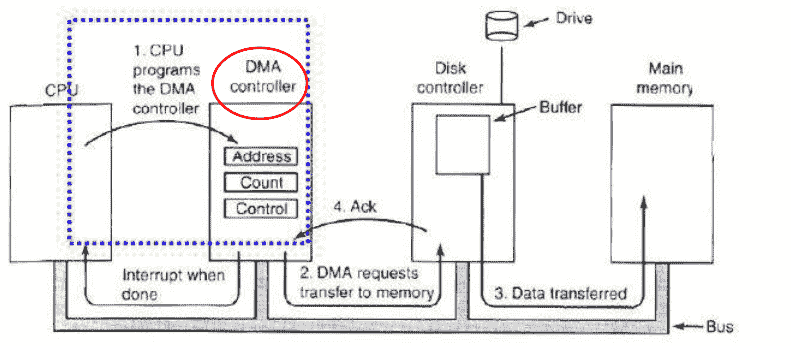 Drive
1. CPU
programs
the DMA
controller
CPU
DMA
controller
Disk
controller
Main
memory
Buffer
Address
Count
Control
4. Ack
Interrupt when
done
2. DMA requests
transfer to memory
3. Data transferred
Bus